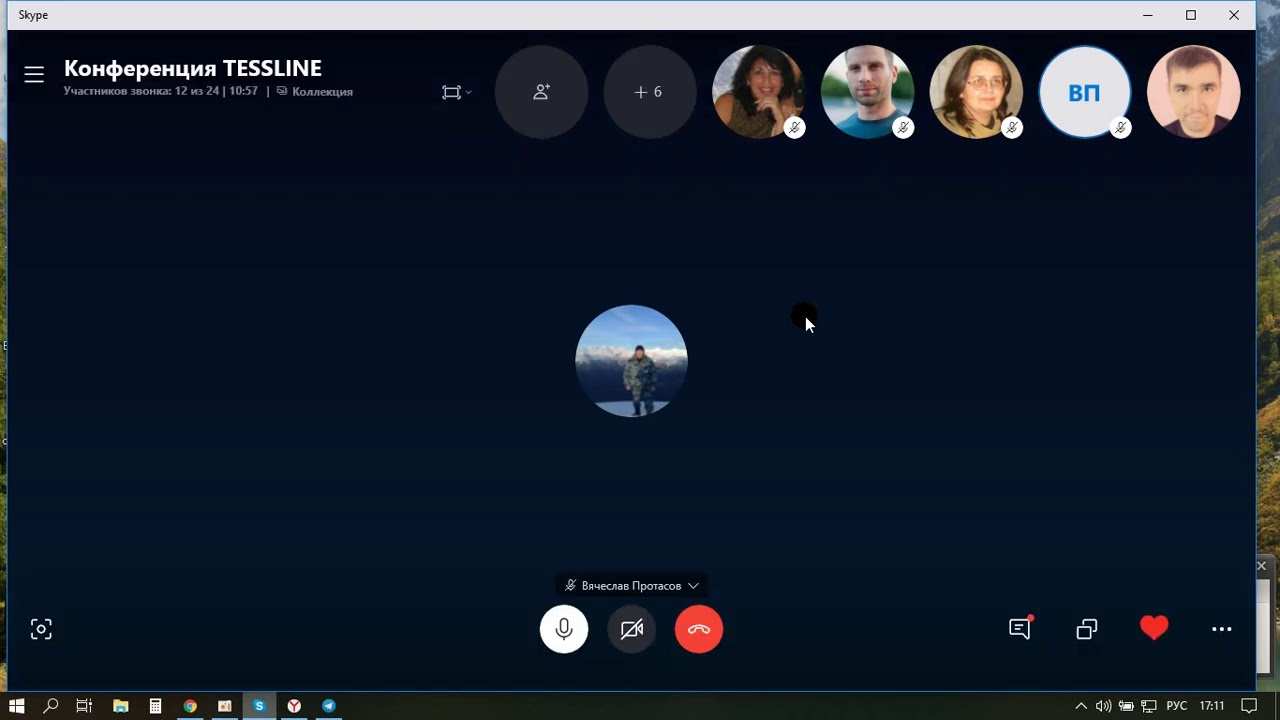 Skype
Конференция TESSLINE
Участников звонка: 12 из 24 | 10:57 | Коллекция
+ 6
ВП
Вячеслав Протасов
РУС 17:11